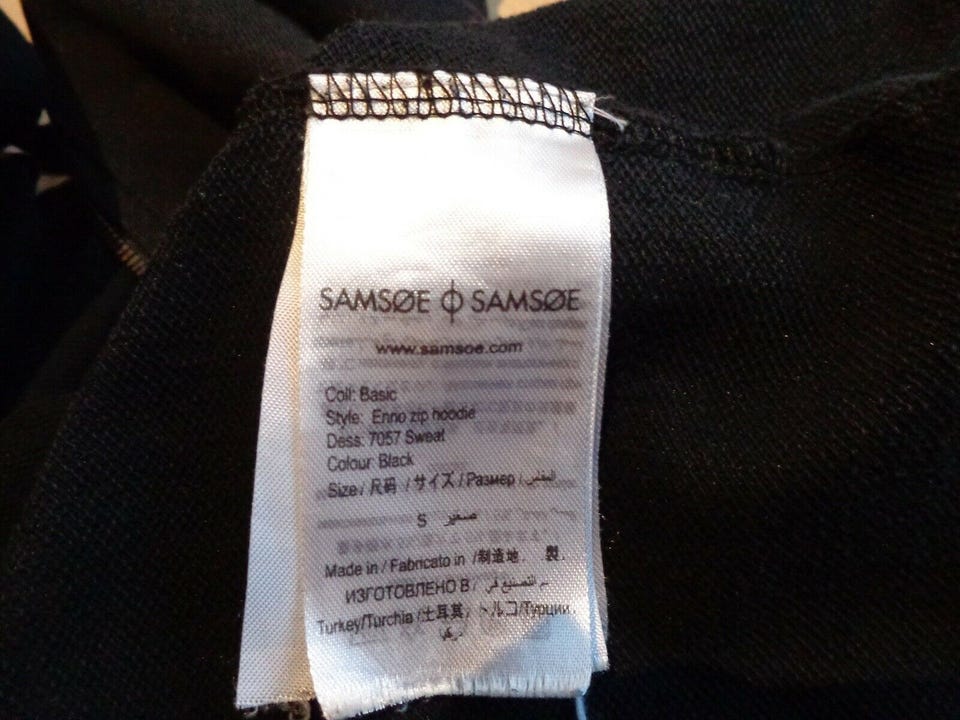 SAMSØE ϕ SAMSØE
www.samsoe.com
Coll: Basic
Style: Enno zip hoodie
Dess: 7057 Sweat
Colour: Black
Size / 尺码 / サイズ / Размер / المقاس
S صغير
Made in / Fabricato in / 制造地. 製.
ИЗГОТОВЛЕНО В / تم التصنيع في
Turkey/Turchia /土耳其/ トルコ/Турции.